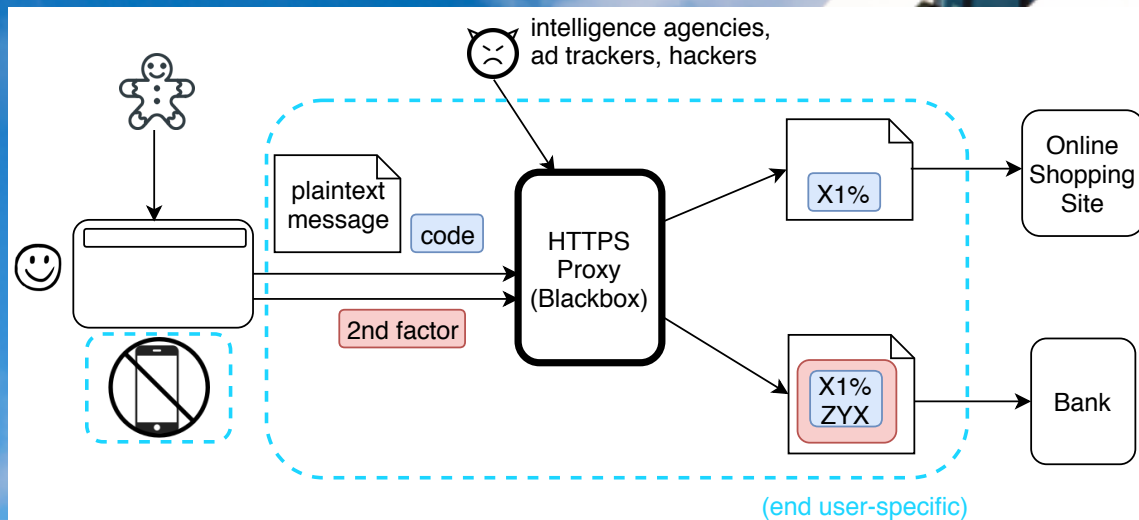 intelligence agencies,
ad trackers, hackers
plaintext
message
code
2nd factor
HTTPS
Proxy
(Blackbox)
X1%
Online
Shopping
Site
X1%
ZYX
Bank
(end user-specific)